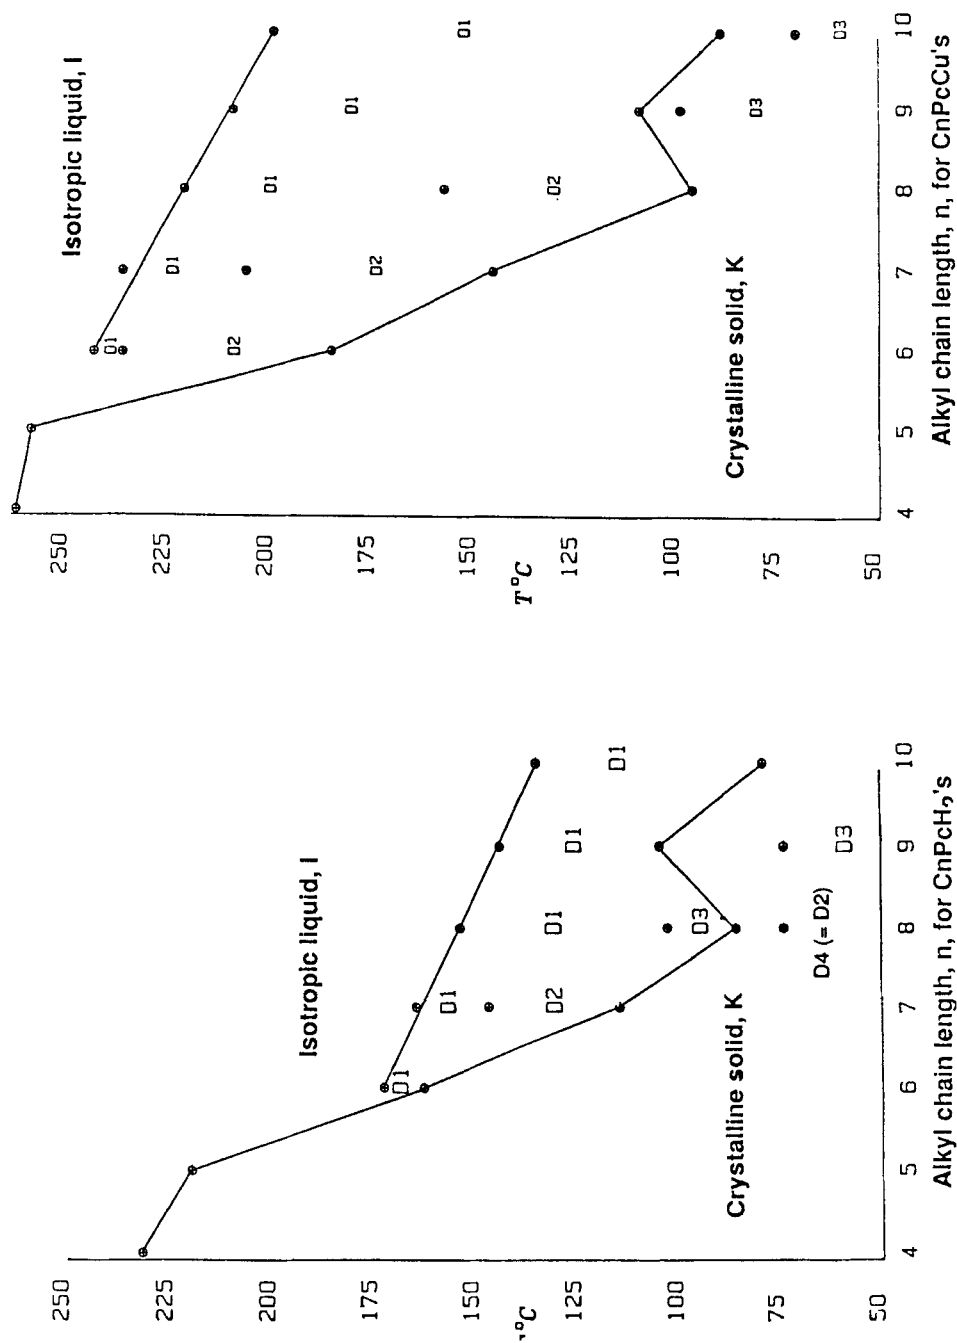 250
225
200
Isotropic liquid, I
175
D1
D1
150
°C
D1
D1
D2
125
D1
D3
100
Crystalline solid, K
D4 (= D2)
D3
75
50
4 5 6 7 8 9 10
Alkyl chain length, n, for CnPcH₂'s
250
Isotropic liquid, I
D1
225
D1
D2
200
D1
175
D2
D1
150
T°C
D1
D2
125
100
Crystalline solid, K
D3
75
D3
50
4 5 6 7 8 9 10
Alkyl chain length, n, for CnPcCu's